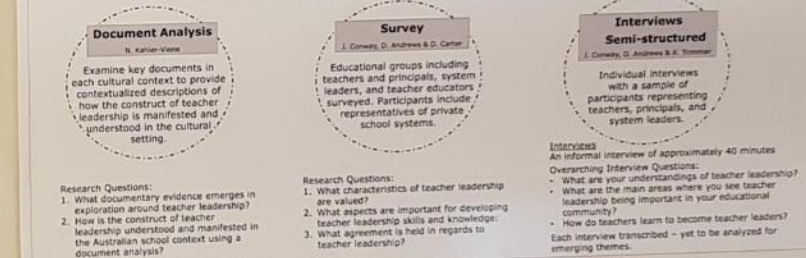 Document Analysis
N. Kahler-Viene
Examine key documents in
each cultural context to provide
contextualized descriptions of
how the construct of teacher
leadership is manifested and
understood in the cultural
setting.
Research Questions:
1. What documentary evidence emerges in
exploration around teacher leadership?
2. How is the construct of teacher
leadership understood and manifested in
the Australian school context using a
document analysis?
Survey
J. Conway, D. Andrews & D. Carter
Educational groups including
teachers and principals, system
leaders, and teacher educators
surveyed. Participants include
representatives of private
school systems.
Research Questions:
1. What characteristics of teacher leadership
are valued?
2. What aspects are important for developing
teacher leadership skills and knowledge:
3. What agreement is held in regards to
teacher leadership?
Interviews
Semi-structured
J. Conway, D. Andrews & K. Trimmer
Individual interviews
with a sample of
participants representing
teachers, principals, and
system leaders.
Interviews
An informal interview of approximately 40 minutes
Overarching Interview Questions:
• What are your understandings of teacher leadership?
• What are the main areas where you see teacher
leadership being important in your educational
community?
• How do teachers learn to become teacher leaders?
Each interview transcribed – yet to be analyzed for
emerging themes.